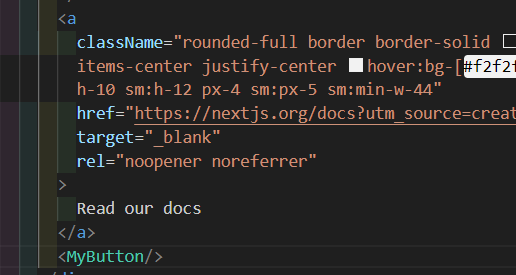 <a
className="rounded-full border border-solid
items-center justify-center hover:bg-[#f2f2f
h-10 sm:h-12 px-4 sm:px-5 sm:min-w-44"
href="https://nextjs.org/docs?utm_source=creat
target="_blank"
rel="noopener noreferrer"
>
Read our docs
</a>
<MyButton/>